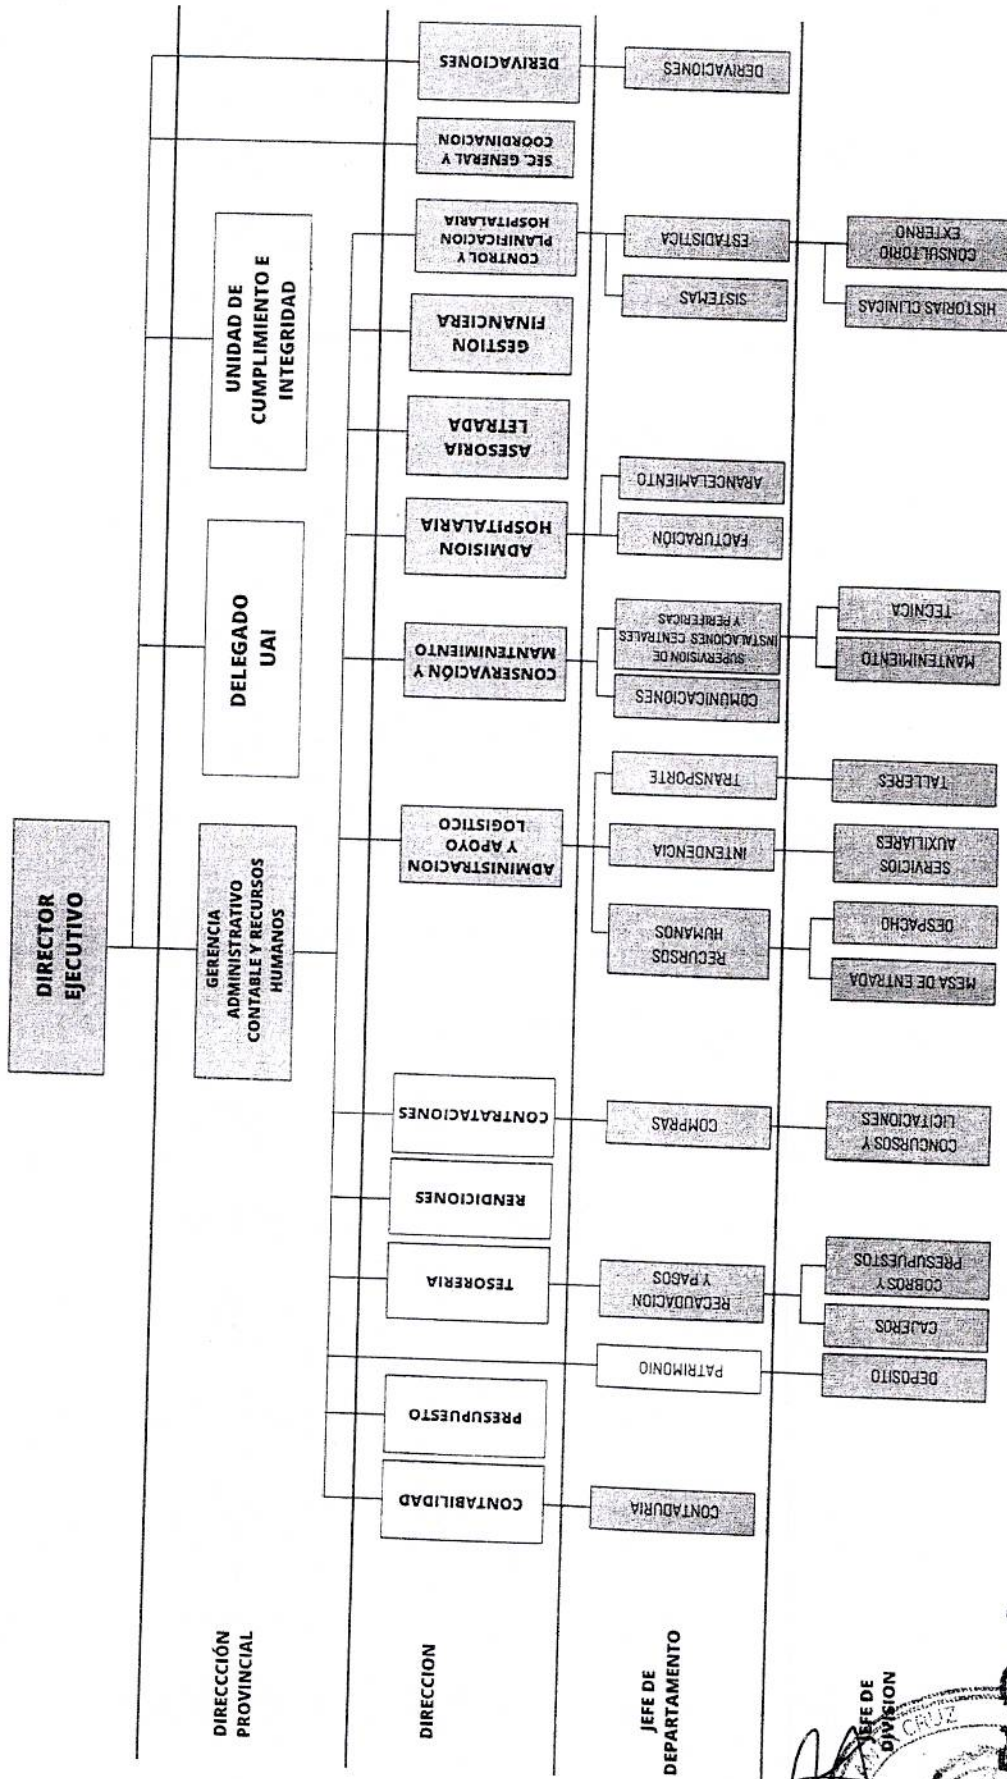 DIRECTOR
EJECUTIVO
DIRECCCIÓN
PROVINCIAL
GERENCIA
ADMINISTRATIVO
CONTABLE Y RECURSOS
HUMANOS
DELEGADO
UAI
UNIDAD DE
CUMPLIMIENTO E
INTEGRIDAD
DIRECCION
CONTABILIDAD
PRESUPUESTO
TESORERIA
RENDICIONES
CONTRATACIONES
ADMINISTRACION
Y APOYO
LOGISTICO
CONSERVACIÓN Y
MANTENIMIENTO
ADMISION
HOSPITALARIA
ASESORIA
LETRADA
GESTION
FINANCIERA
CONTROL Y
PLANIFICACION
HOSPITALARIA
SEC. GENERAL Y
COORDINACION
DERIVACIONES
JEFE DE
DEPARTAMENTO
CONTADURIA
PATRIMONIO
RECAUDACION
Y PAGOS
COMPRAS
RECURSOS
HUMANOS
INTENDENCIA
TRANSPORTE
COMUNICACIONES
SUPERVISION DE
INSTALACIONES CENTRALES
Y PERIFERICAS
FACTURACIÓN
ARANCELAMIENTO
SISTEMAS
ESTADISTICA
DERIVACIONES
JEFE DE
DIVISION
DEPOSITO
CAJEROS
COBROS Y
PRESUPUESTOS
CONCURSOS Y
LICITACIONES
MESA DE ENTRADA
DESPACHO
SERVICIOS
AUXILIARES
TALLERES
MANTENIMIENTO
TECNICA
HISTORIAS CLINICAS
CONSULTORIO
EXTERNO
CRUZ